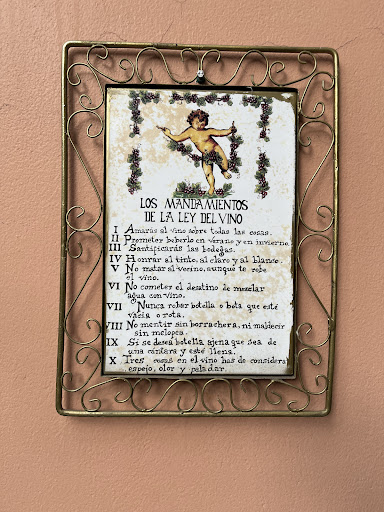 LOS MANDAMIENTOS
DE LA LEY DEL VINO
I Amarás al vino sobre todas las cosas.
II Prometer beberlo en verano y en invierno.
III Santificarás las bodegas.
IV Honrar al tinto, al claro y al blanco.
V No matar al vecino, aunque te robe
el vino.
VI No cometer el desatino de mezclar
agua con vino.
VII Nunca robar botella o bota que esté
vacía o rota.
VIII No mentir sin borrachera, ni maldecir
sin melopea.
IX Si se desea botella ajena que sea de
una cántara y esté llena.
X Tres cosas en el vino has de considerar
espejo, olor y paladar.